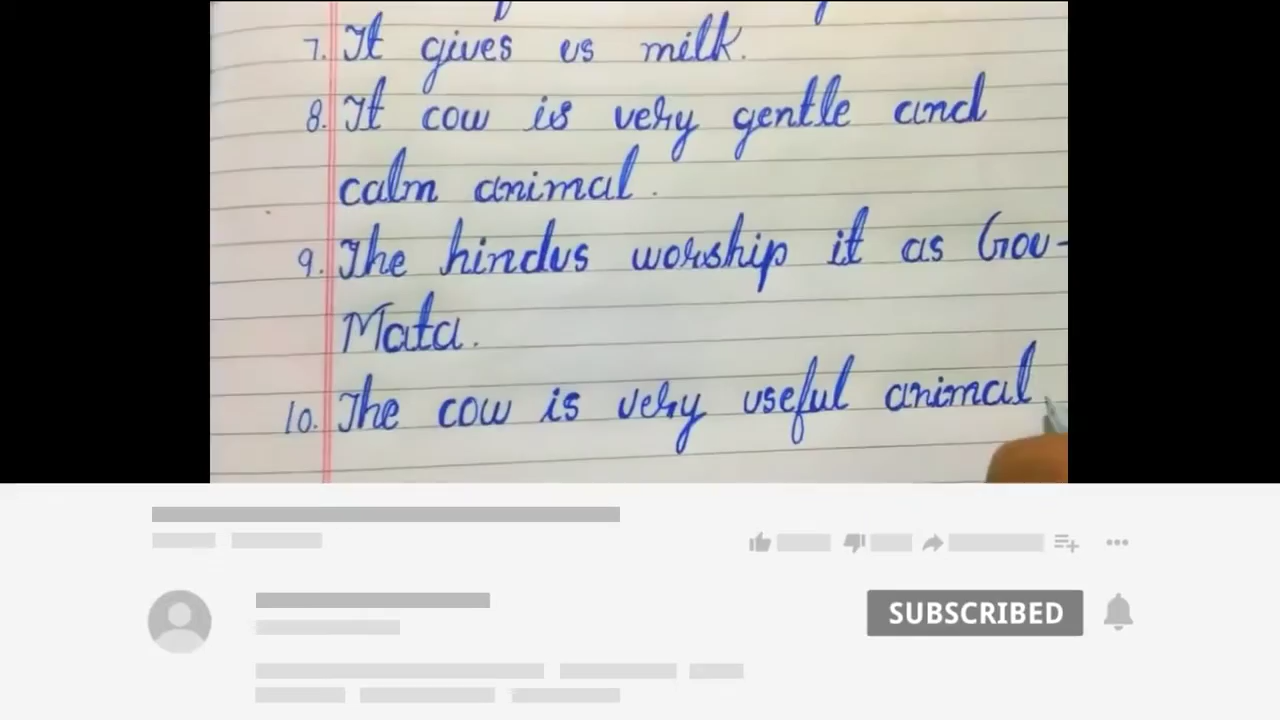 7. It gives us milk.
8. It cow is very gentle and
calm animal.
9. The hindus worship it as Gou-
Mata.
10. The cow is very useful animal
SUBSCRIBED